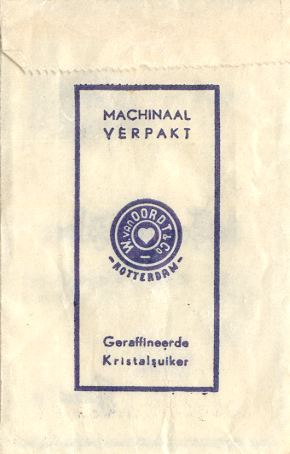 MACHINAAL
VERPAKT
W. van OORDT & Co
-ROTTERDAM-
Geraffineerde
Kristalsuiker